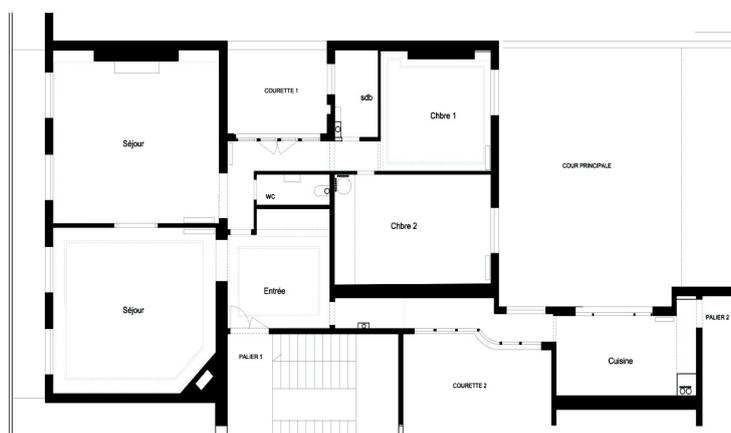 COURETTE 1
sdb
Chbre 1
Séjour
COUR PRINCIPALE
WC
Chbre 2
Séjour
Entrée
PALIER 2
PALIER 1
Cuisine
COURETTE 2